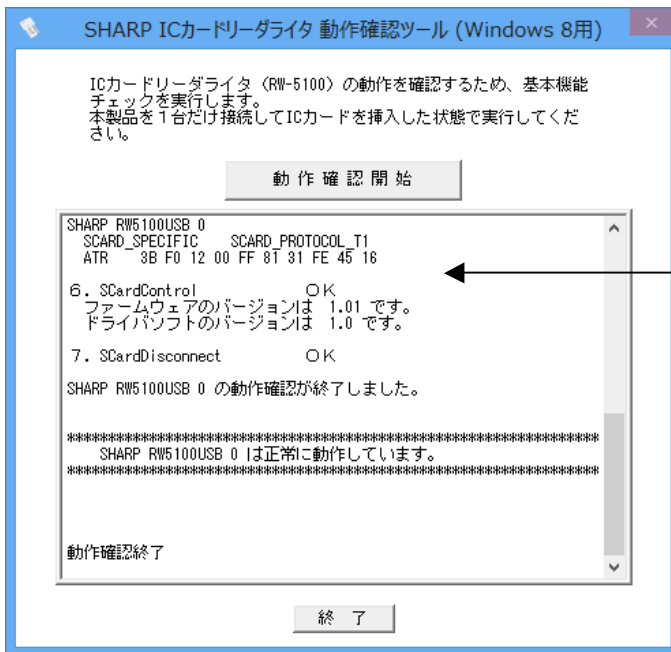 SHARP ICカードリーダライタ 動作確認ツール (Windows 8用)
ICカードリーダライタ（RW-5100）の動作を確認するため、基本機能
チェックを実行します。
本製品を１台だけ接続してICカードを挿入した状態で実行してくだ
さい。
動作確認開始
SHARP RW5100USB 0
SCARD_SPECIFIC SCARD_PROTOCOL_T1
ATR 3B F0 12 00 FF 81 31 FE 45 16
６．SCardControl ＯＫ
ファームウェアのバージョンは 1.01 です。
ドライバソフトのバージョンは 1.0 です。
７．SCardDisconnect ＯＫ
SHARP RW5100USB 0 の動作確認が終了しました。
**********************************************************************
SHARP RW5100USB 0 は正常に動作しています。
**********************************************************************
動作確認終了
終 了